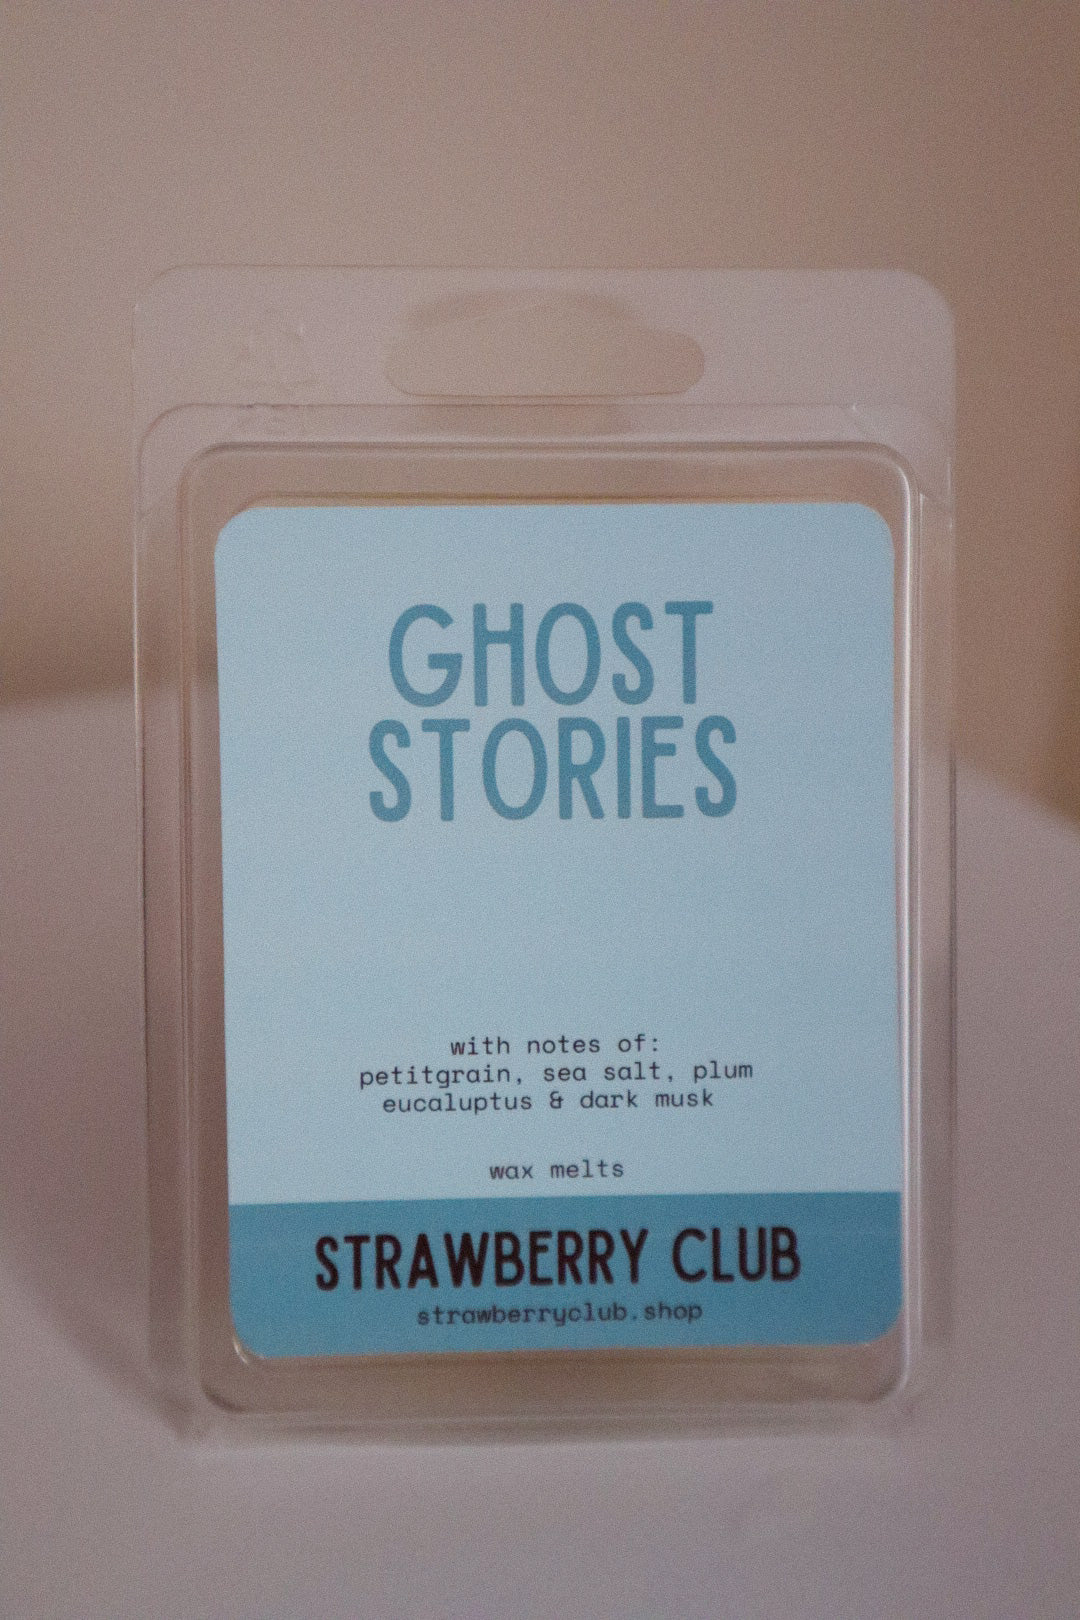 GHOST
STORIES
with notes of:
petitgrain, sea salt, plum
eucaluptus & dark musk
wax melts
STRAWBERRY CLUB
strawberryclub.shop